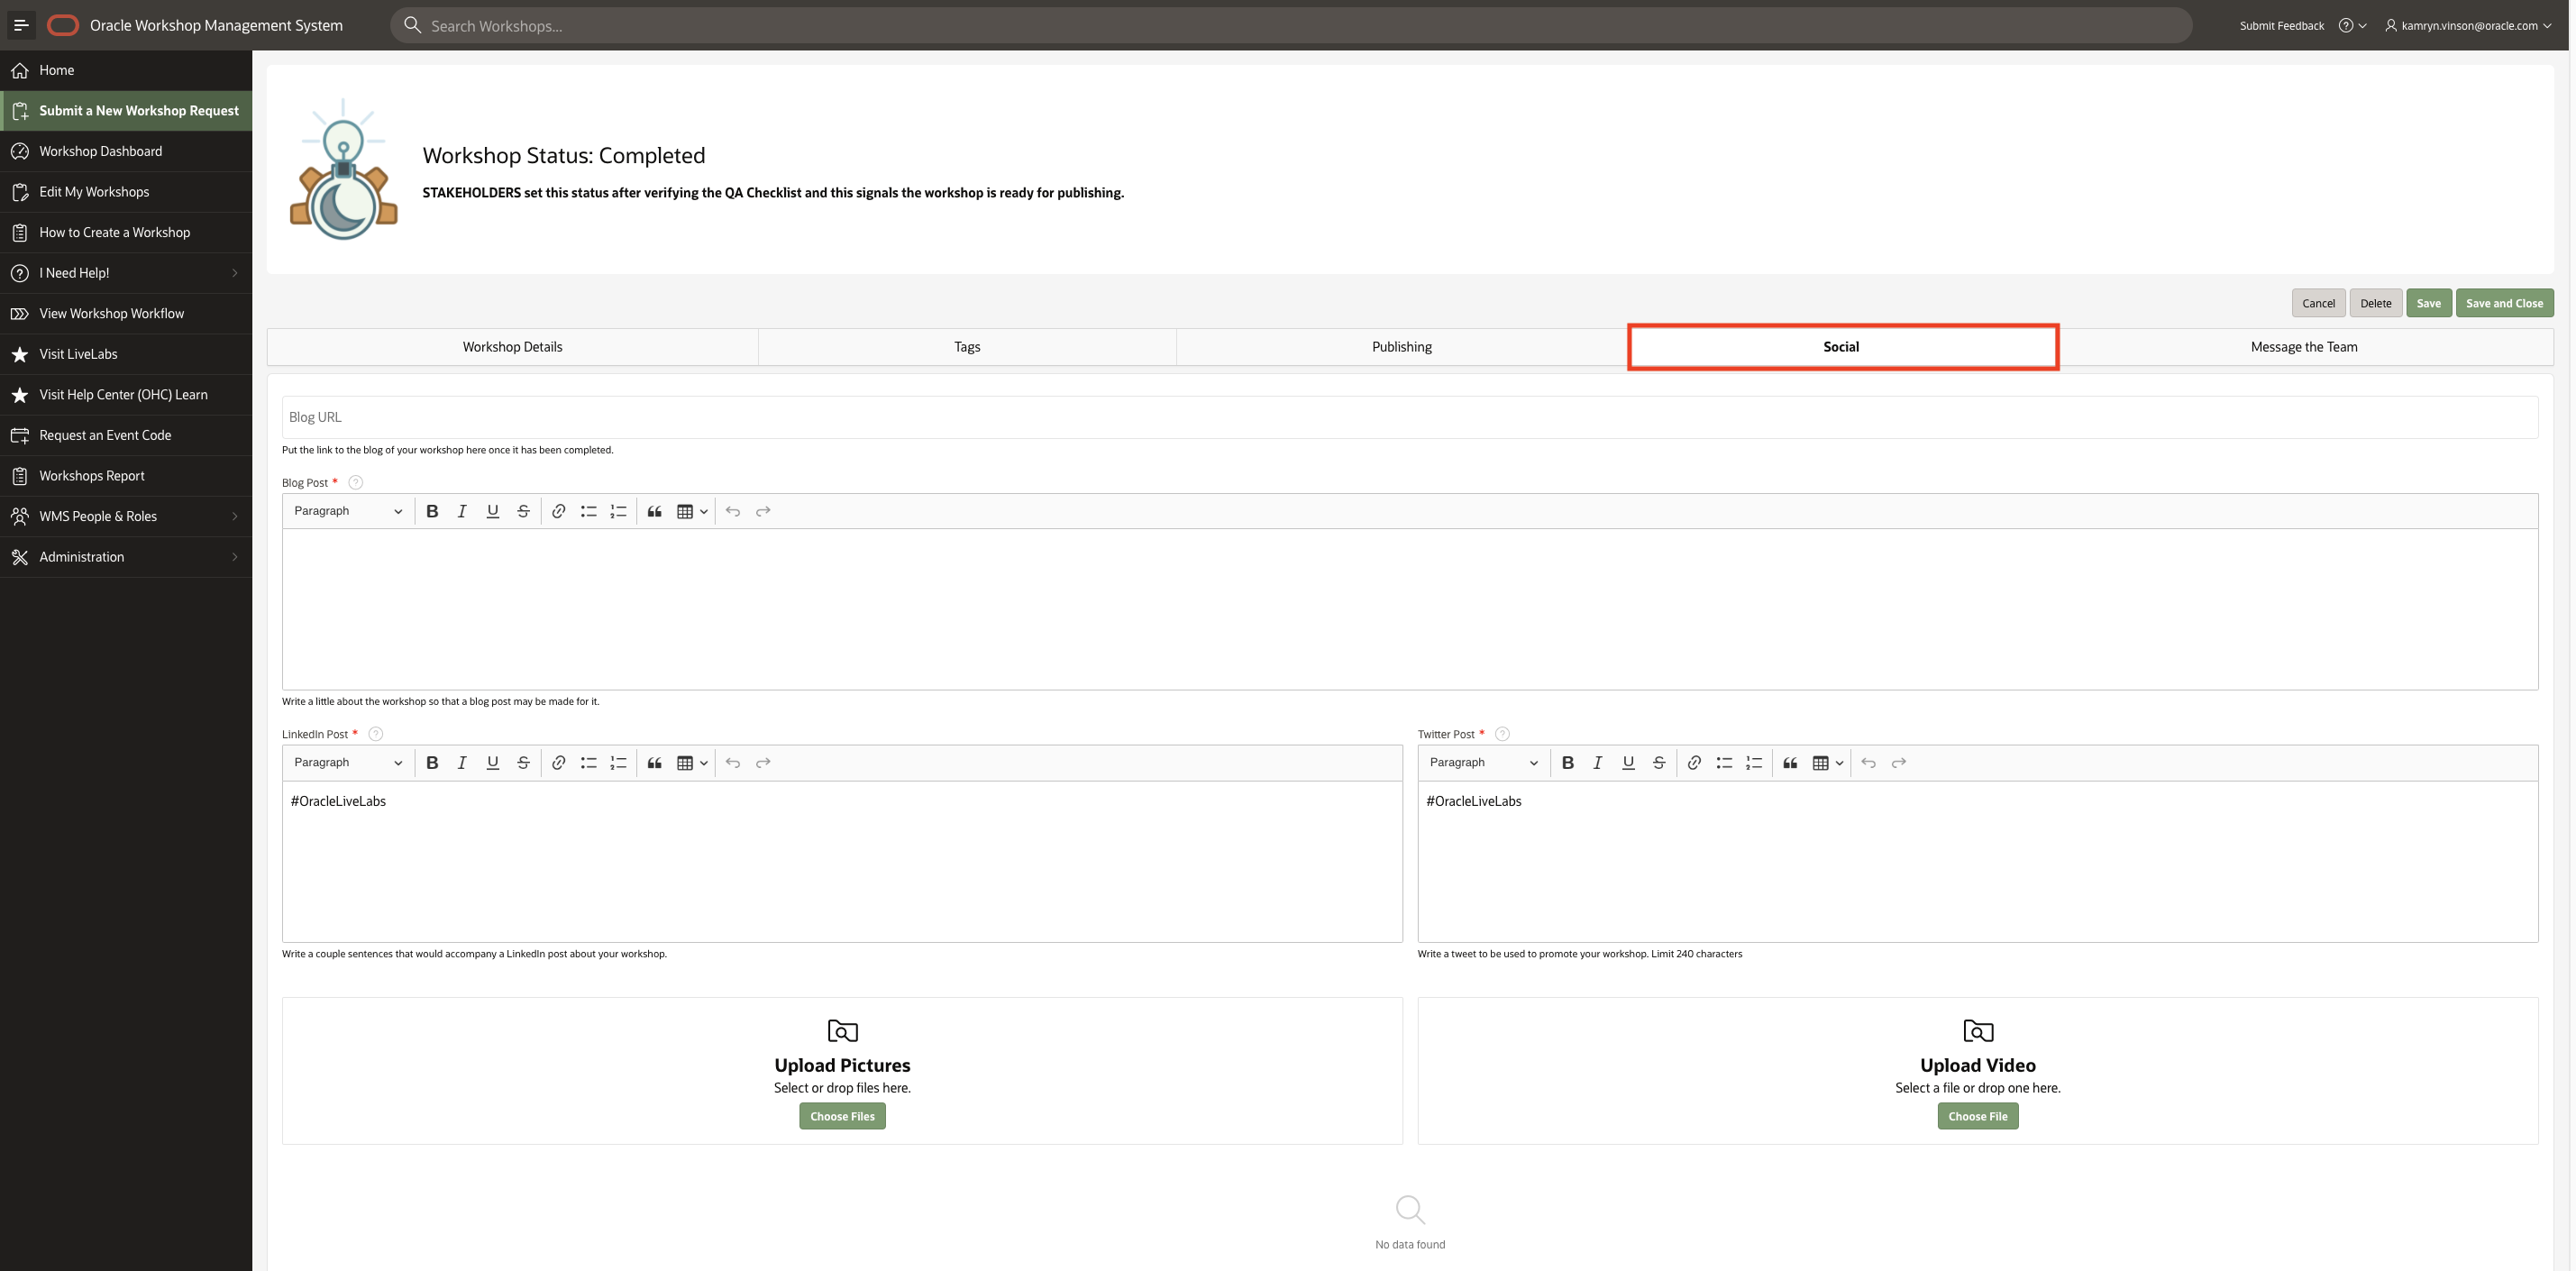 Oracle Workshop Management System
Search Workshops...
Submit Feedback
kamryn.vinson@oracle.com
Home
Submit a New Workshop Request
Workshop Dashboard
Edit My Workshops
How to Create a Workshop
I Need Help!
View Workshop Workflow
Visit LiveLabs
Visit Help Center (OHC) Learn
Request an Event Code
Workshops Report
WMS People & Roles
Administration
Workshop Status: Completed
STAKEHOLDERS set this status after verifying the QA Checklist and this signals the workshop is ready for publishing.
Cancel Delete Save Save and Close
Workshop Details Tags Publishing Social Message the Team
Blog URL
Put the link to the blog of your workshop here once it has been completed.
Blog Post *
Paragraph
Write a little about the workshop so that a blog post may be made for it.
LinkedIn Post *
Paragraph
#OracleLiveLabs
Write a couple sentences that would accompany a LinkedIn post about your workshop.
Twitter Post *
Paragraph
#OracleLiveLabs
Write a tweet to be used to promote your workshop. Limit 240 characters
Upload Pictures
Select or drop files here.
Choose Files
Upload Video
Select a file or drop one here.
Choose File
No data found